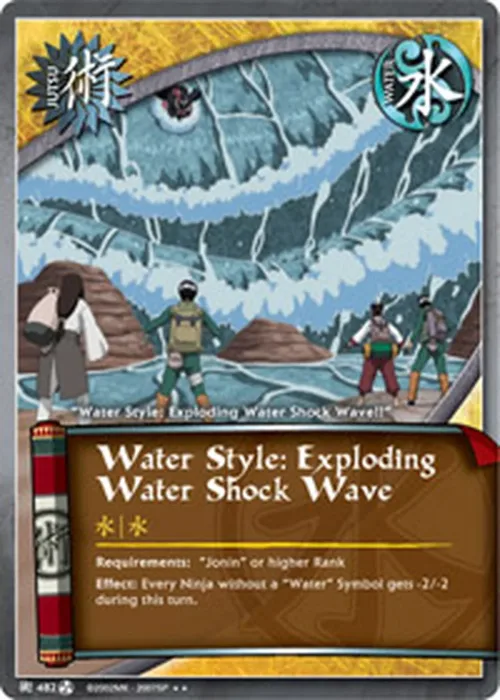 JUTSU
術
WATER
水
"Water Style: Exploding Water Shock Wave!!"
Water Style: Exploding
Water Shock Wave
水|水
Requirements: "Jonin" or higher Rank
Effect: Every Ninja without a "Water" Symbol gets -2/-2
during this turn.
術
482